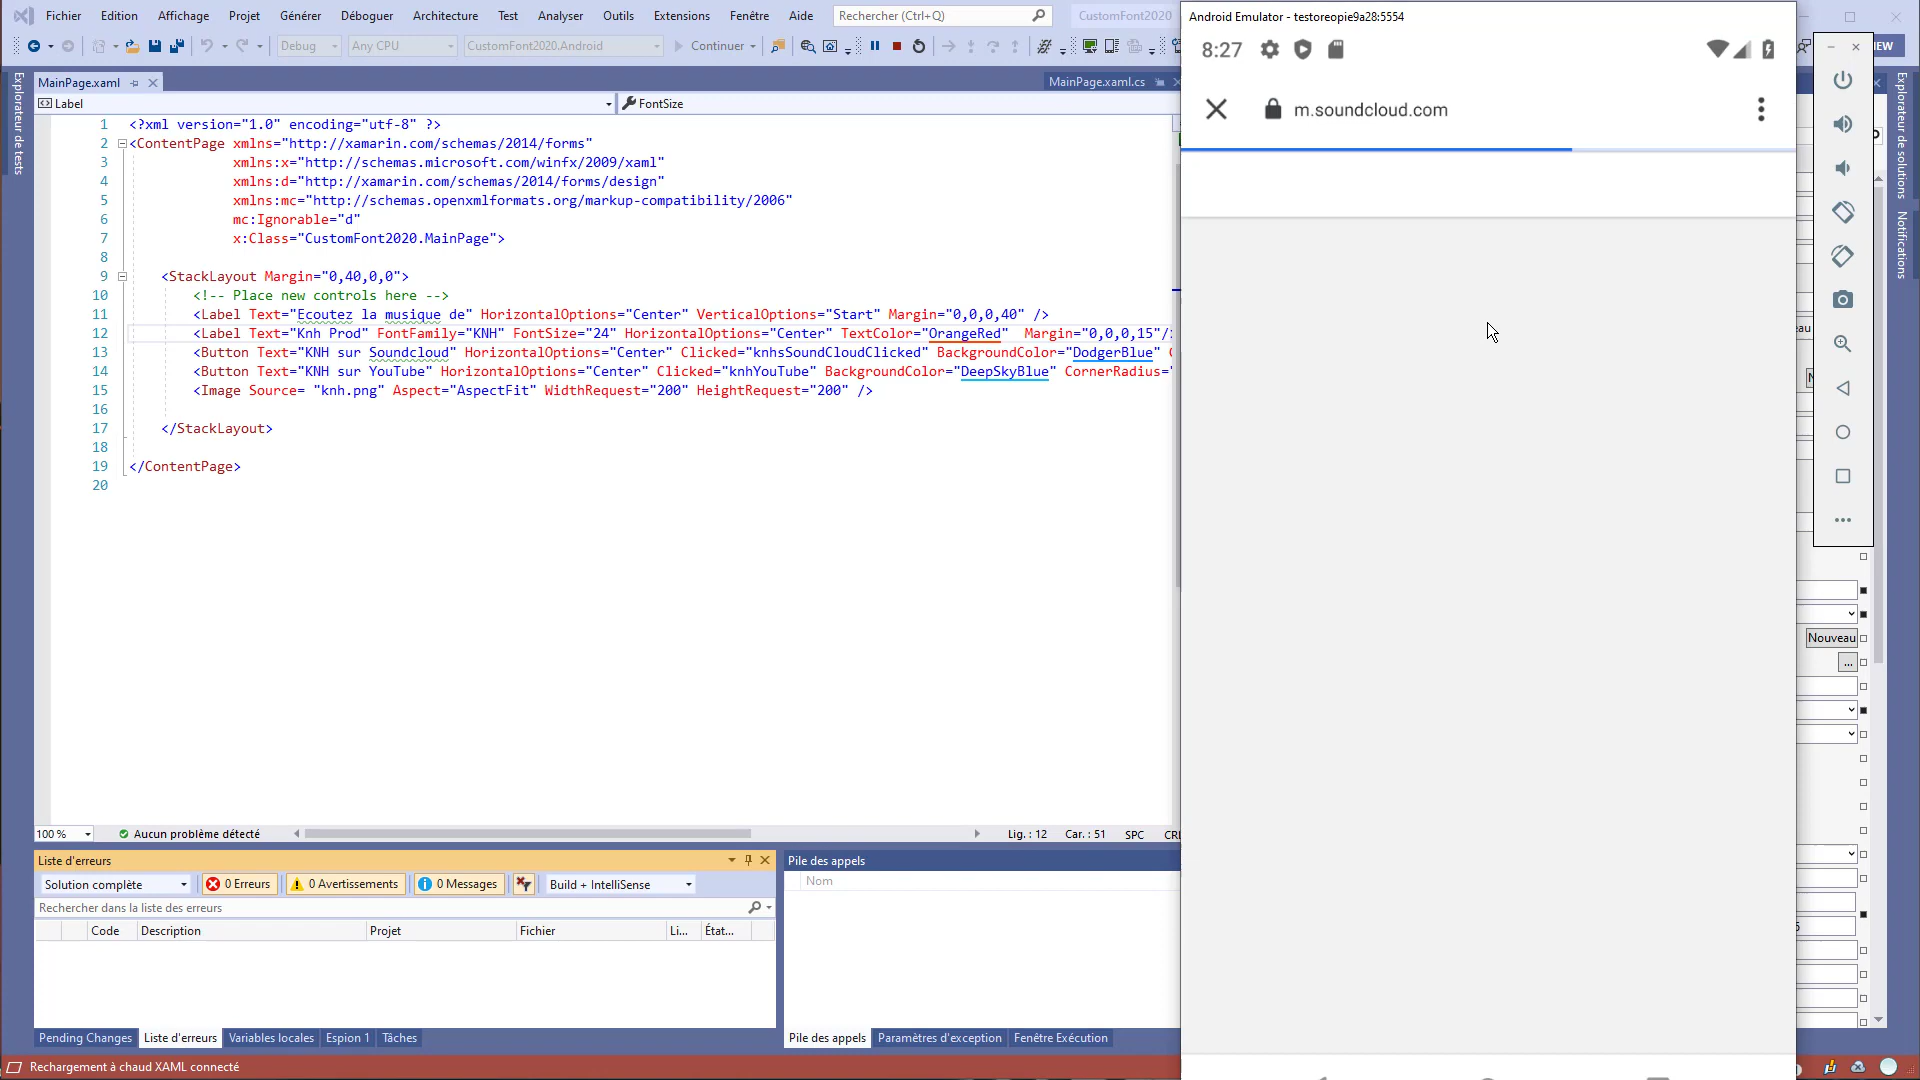 Fichier Edition Affichage Projet Générer Déboguer Architecture Test Analyser Outils Extensions Fenêtre Aide Rechercher (Ctrl+Q) CustomFont2020
Debug Any CPU CustomFont2020.Android Continuer
MainPage.xaml MainPage.xaml.cs
Label FontSize
1 <?xml version="1.0" encoding="utf-8" ?>
2 <ContentPage xmlns="http://xamarin.com/schemas/2014/forms"
3 xmlns:x="http://schemas.microsoft.com/winfx/2009/xaml"
4 xmlns:d="http://xamarin.com/schemas/2014/forms/design"
5 xmlns:mc="http://schemas.openxmlformats.org/markup-compatibility/2006"
6 mc:Ignorable="d"
7 x:Class="CustomFont2020.MainPage">
8
9 <StackLayout Margin="0,40,0,0">
10 <!-- Place new controls here -->
11 <Label Text="Ecoutez la musique de" HorizontalOptions="Center" VerticalOptions="Start" Margin="0,0,0,40" />
12 <Label Text="Knh Prod" FontFamily="KNH" FontSize="24" HorizontalOptions="Center" TextColor="OrangeRed" Margin="0,0,0,15"/>
13 <Button Text="KNH sur Soundcloud" HorizontalOptions="Center" Clicked="knhsSoundCloudClicked" BackgroundColor="DodgerBlue"
14 <Button Text="KNH sur YouTube" HorizontalOptions="Center" Clicked="knhYouTube" BackgroundColor="DeepSkyBlue" CornerRadius="
15 <Image Source= "knh.png" Aspect="AspectFit" WidthRequest="200" HeightRequest="200" />
16
17 </StackLayout>
18
19 </ContentPage>
20
100 % Aucun problème détecté Lig. : 12 Car. : 51 SPC
Liste d'erreurs
Solution complète 0 Erreurs 0 Avertissements 0 Messages Build + IntelliSense
Rechercher dans la liste des erreurs
Code Description Projet Fichier Li... État...
Pending Changes Liste d'erreurs Variables locales Espion 1 Tâches
Pile des appels
Nom
Pile des appels Paramètres d'exception Fenêtre Exécution
Rechargement à chaud XAML connecté
Android Emulator - testoreopie9a28:5554
8:27
m.soundcloud.com
Explorateur de tests
Explorateur de solutions
Notifications
Nouveau
...